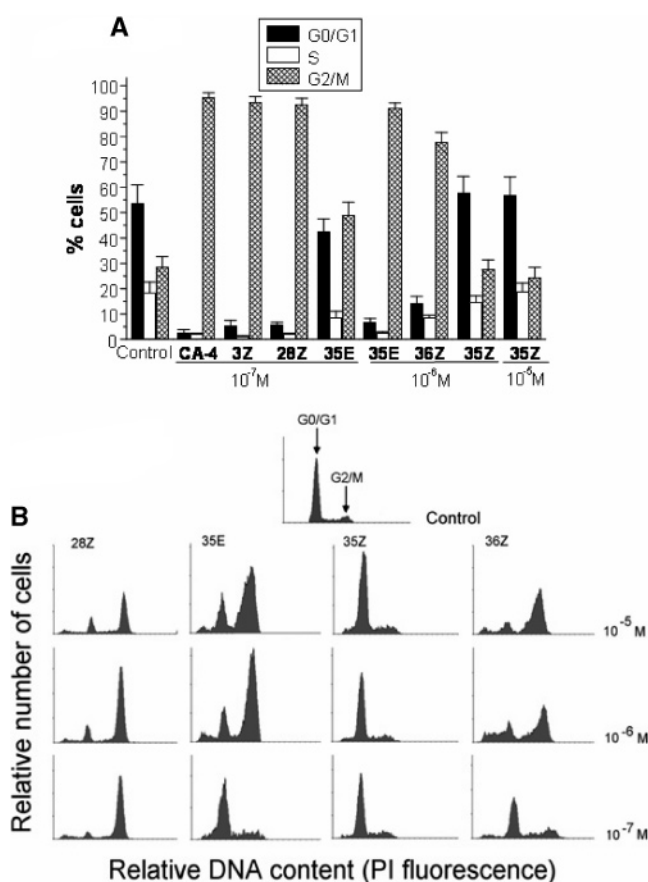 A
G0/G1
S
G2/M
% cells
100
90
80
70
60
50
40
30
20
10
0
Control CA-4 3Z 28Z 35E 35E 36Z 35Z 35Z
10⁻⁷M 10⁻⁶M 10⁻⁵M
G0/G1
G2/M
Control
B
28Z 35E 35Z 36Z
Relative number of cells
10⁻⁵ M
10⁻⁶ M
10⁻⁷ M
Relative DNA content (PI fluorescence)